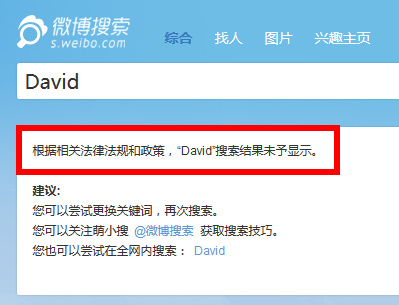 微博搜索
s.weibo.com
综合 找人 图片 兴趣主页
David
根据相关法律法规和政策，“David”搜索结果未予显示。
建议:
您可以尝试更换关键词，再次搜索。
您可以关注萌小搜 @微博搜索 获取搜索技巧。
您也可以尝试在全网内搜索： David